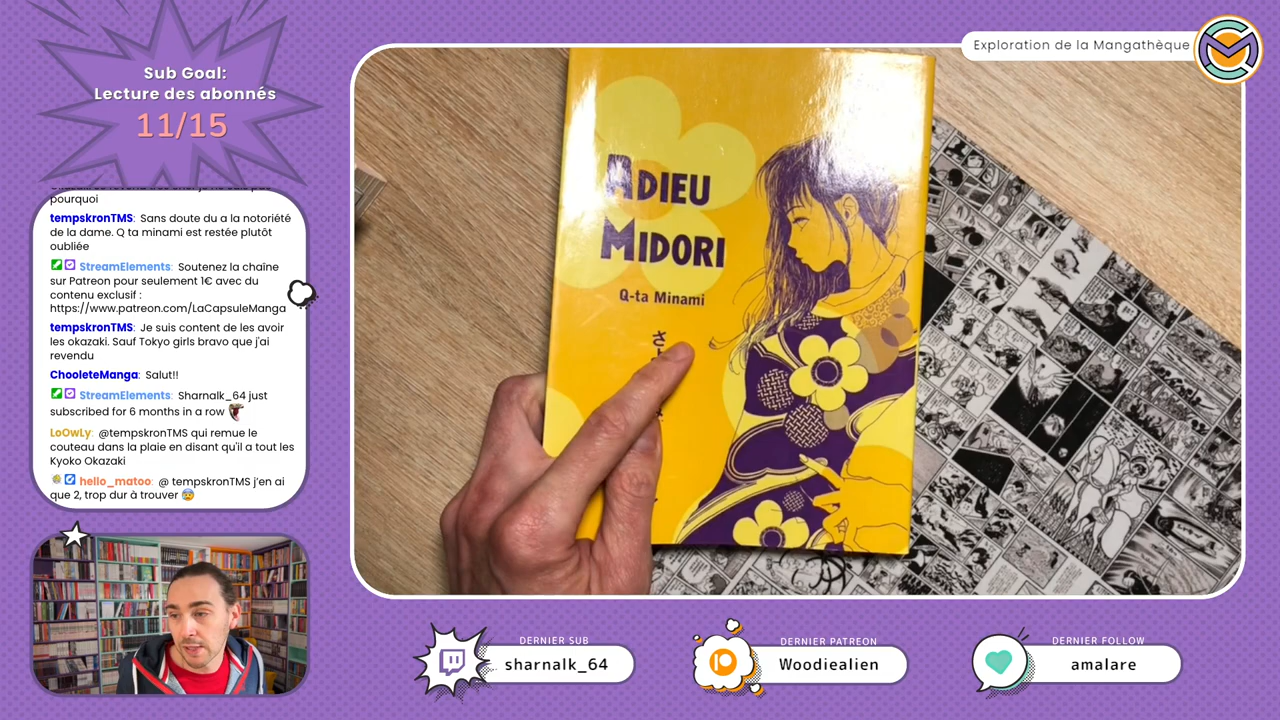 Sub Goal:
Lecture des abonnés
11/15
pourquoi
tempskronTMS: Sans doute du a la notoriété
de la dame. Q ta minami est restée plutôt
oubliée
StreamElements: Soutenez la chaîne
sur Patreon pour seulement 1€ avec du
contenu exclusif :
https://www.patreon.com/LaCapsuleManga
tempskronTMS: Je suis content de les avoir
les okazaki. Sauf Tokyo girls bravo que j'ai
revendu
ChooleteManga: Salut!!
StreamElements: Sharnalk_64 just
subscribed for 6 months in a row
LoOwLy: @tempskronTMS qui remue le
couteau dans la plaie en disant qu'il a tout les
Kyoko Okazaki
hello_matoo: @ tempskronTMS j'en ai
que 2, trop dur à trouver
Exploration de la Mangathèque
ADIEU
MIDORI
Q-ta Minami
さ
DERNIER SUB
sharnalk_64
DERNIER PATREON
Woodiealien
DERNIER FOLLOW
amalare